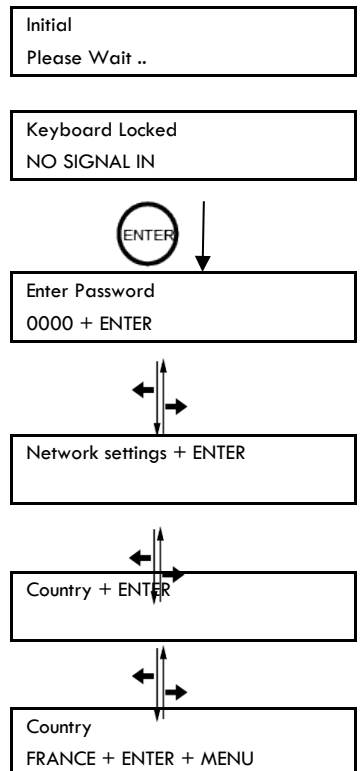 Initial
Please Wait ..
Keyboard Locked
NO SIGNAL IN
ENTER
Enter Password
0000 + ENTER
Network settings + ENTER
Country + ENTER
Country
FRANCE + ENTER + MENU